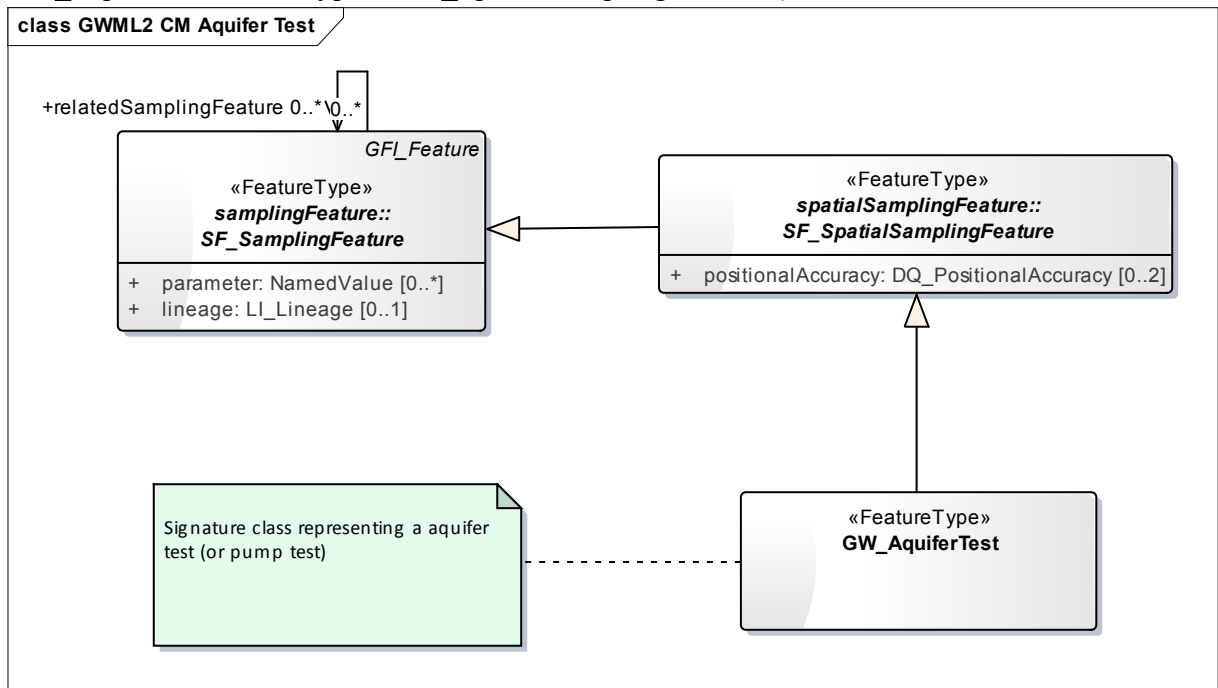 class GWML2 CM Aquifer Test
+relatedSamplingFeature 0..*
0..*
GFI_Feature
«FeatureType»
samplingFeature::
SF_SamplingFeature
+ parameter: NamedValue [0..*]
+ lineage: LI_Lineage [0..1]
«FeatureType»
spatialSamplingFeature::
SF_SpatialSamplingFeature
+ positionalAccuracy: DQ_PositionalAccuracy [0..2]
Signature class representing a aquifer
test (or pump test)
«FeatureType»
GW_AquiferTest